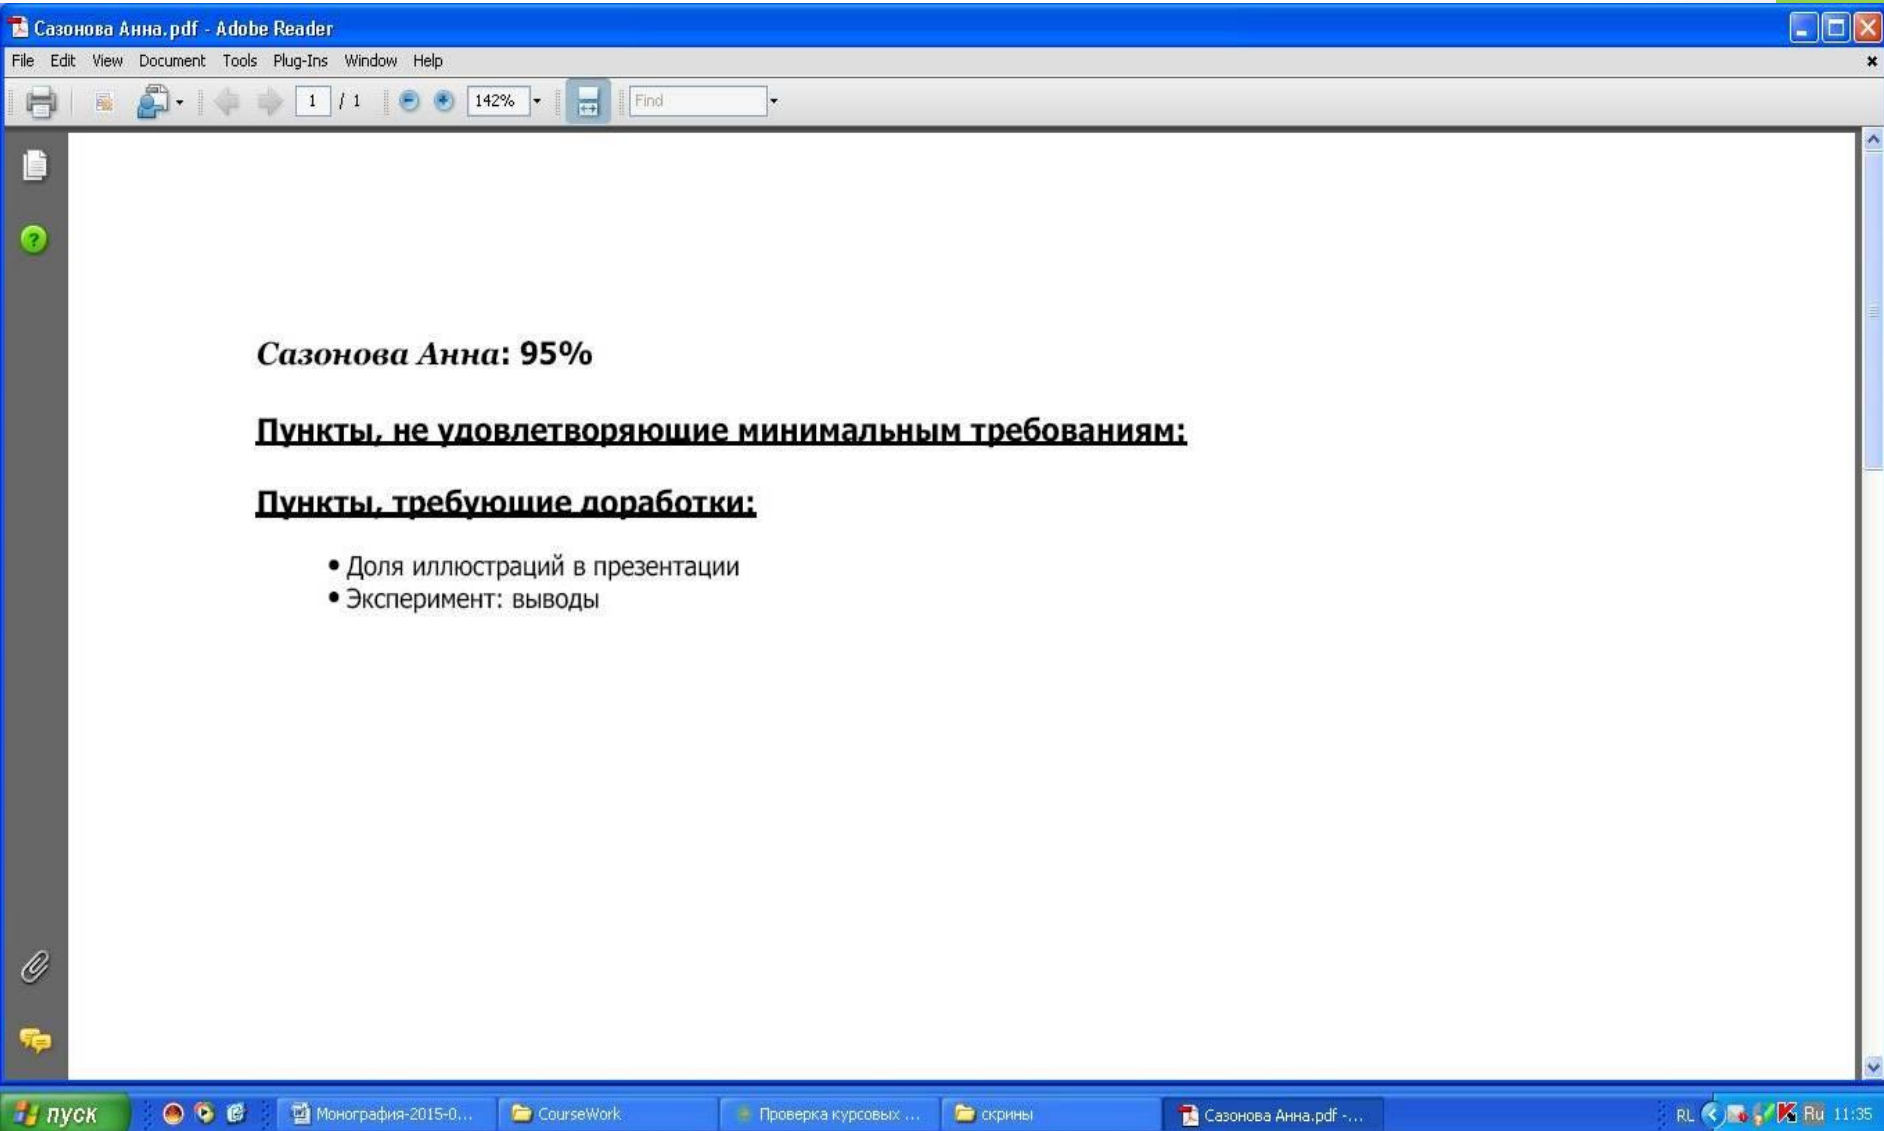 Сазонова Анна.pdf - Adobe Reader
File Edit View Document Tools Plug-Ins Window Help
1 / 1 142% Find
Сазонова Анна: 95%
Пункты, не удовлетворяющие минимальным требованиям:
Пункты, требующие доработки:
• Доля иллюстраций в презентации
• Эксперимент: выводы
пуск Монография-2015-0... CourseWork Проверка курсовых ... скрины Сазонова Анна.pdf -... RL Ru 11:35